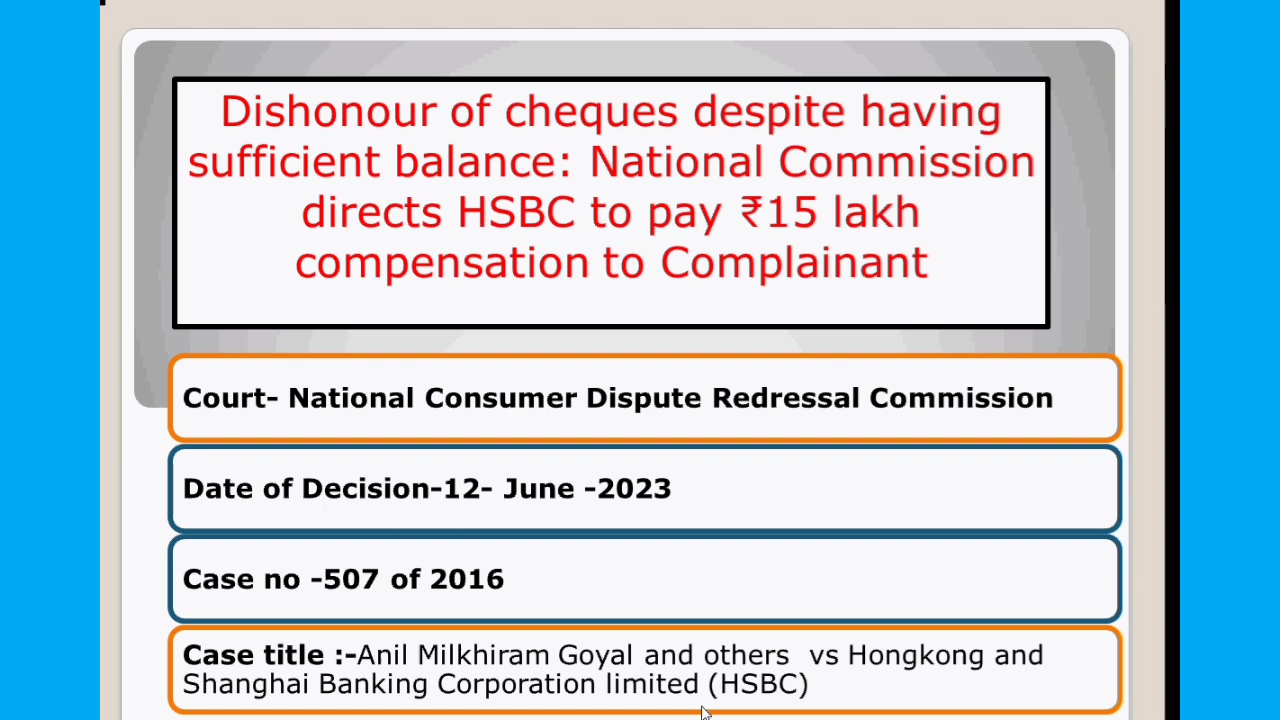 Dishonour of cheques despite having
sufficient balance: National Commission
directs HSBC to pay ₹15 lakh
compensation to Complainant
Court- National Consumer Dispute Redressal Commission
Date of Decision-12- June -2023
Case no -507 of 2016
Case title :-Anil Milkhiram Goyal and others  vs Hongkong and
Shanghai Banking Corporation limited (HSBC)